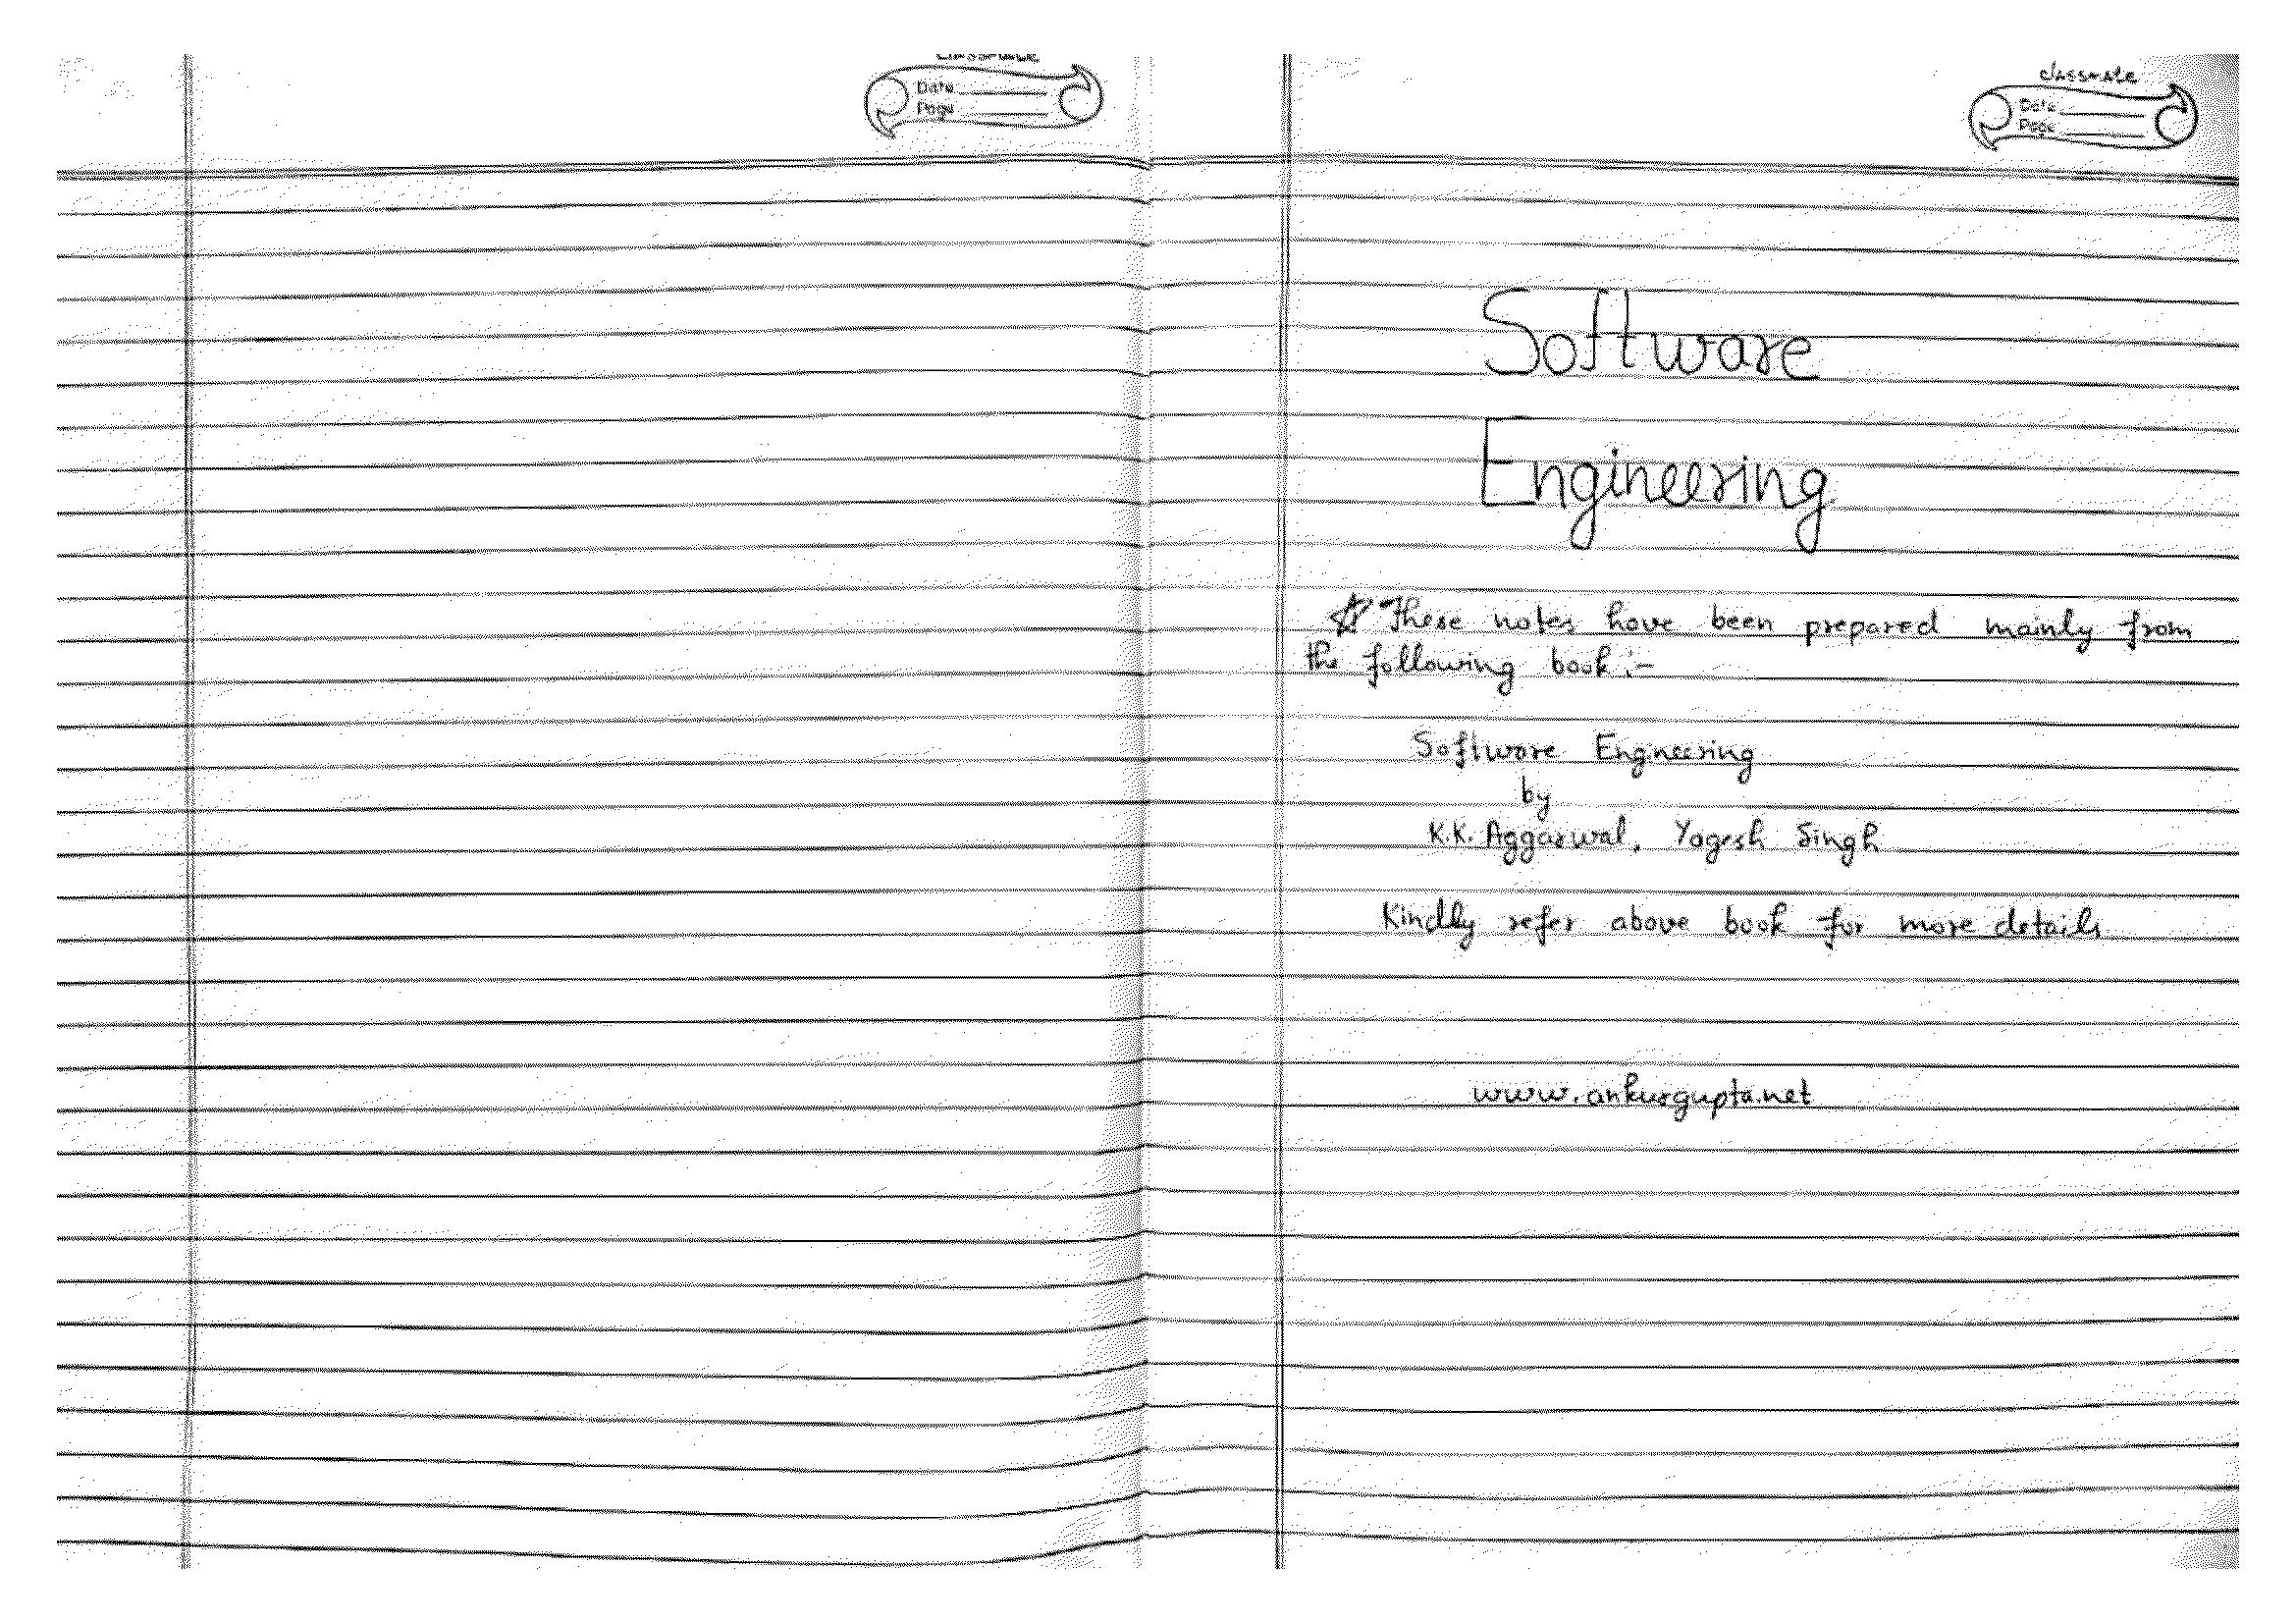 classmate
Date
Page
classmate
Date
Page
Software
Engineering
These notes have been prepared mainly from
the following book :-
Software Engineering
by
K.K. Aggarwal, Yogesh Singh
Kindly refer above book for more details
www.ankurgupta.net